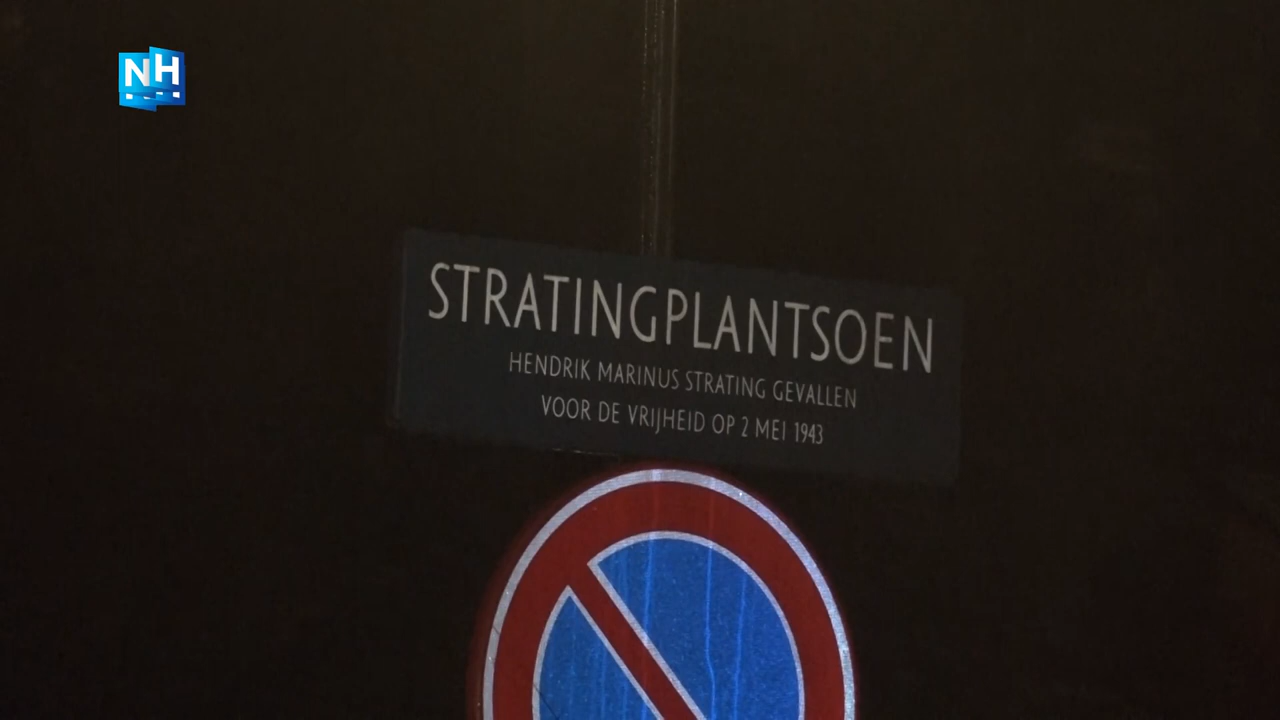 NH
STRATINGPLANTSOEN
HENDRIK MARINUS STRATING GEVALLEN
VOOR DE VRIJHEID OP 2 MEI 1943